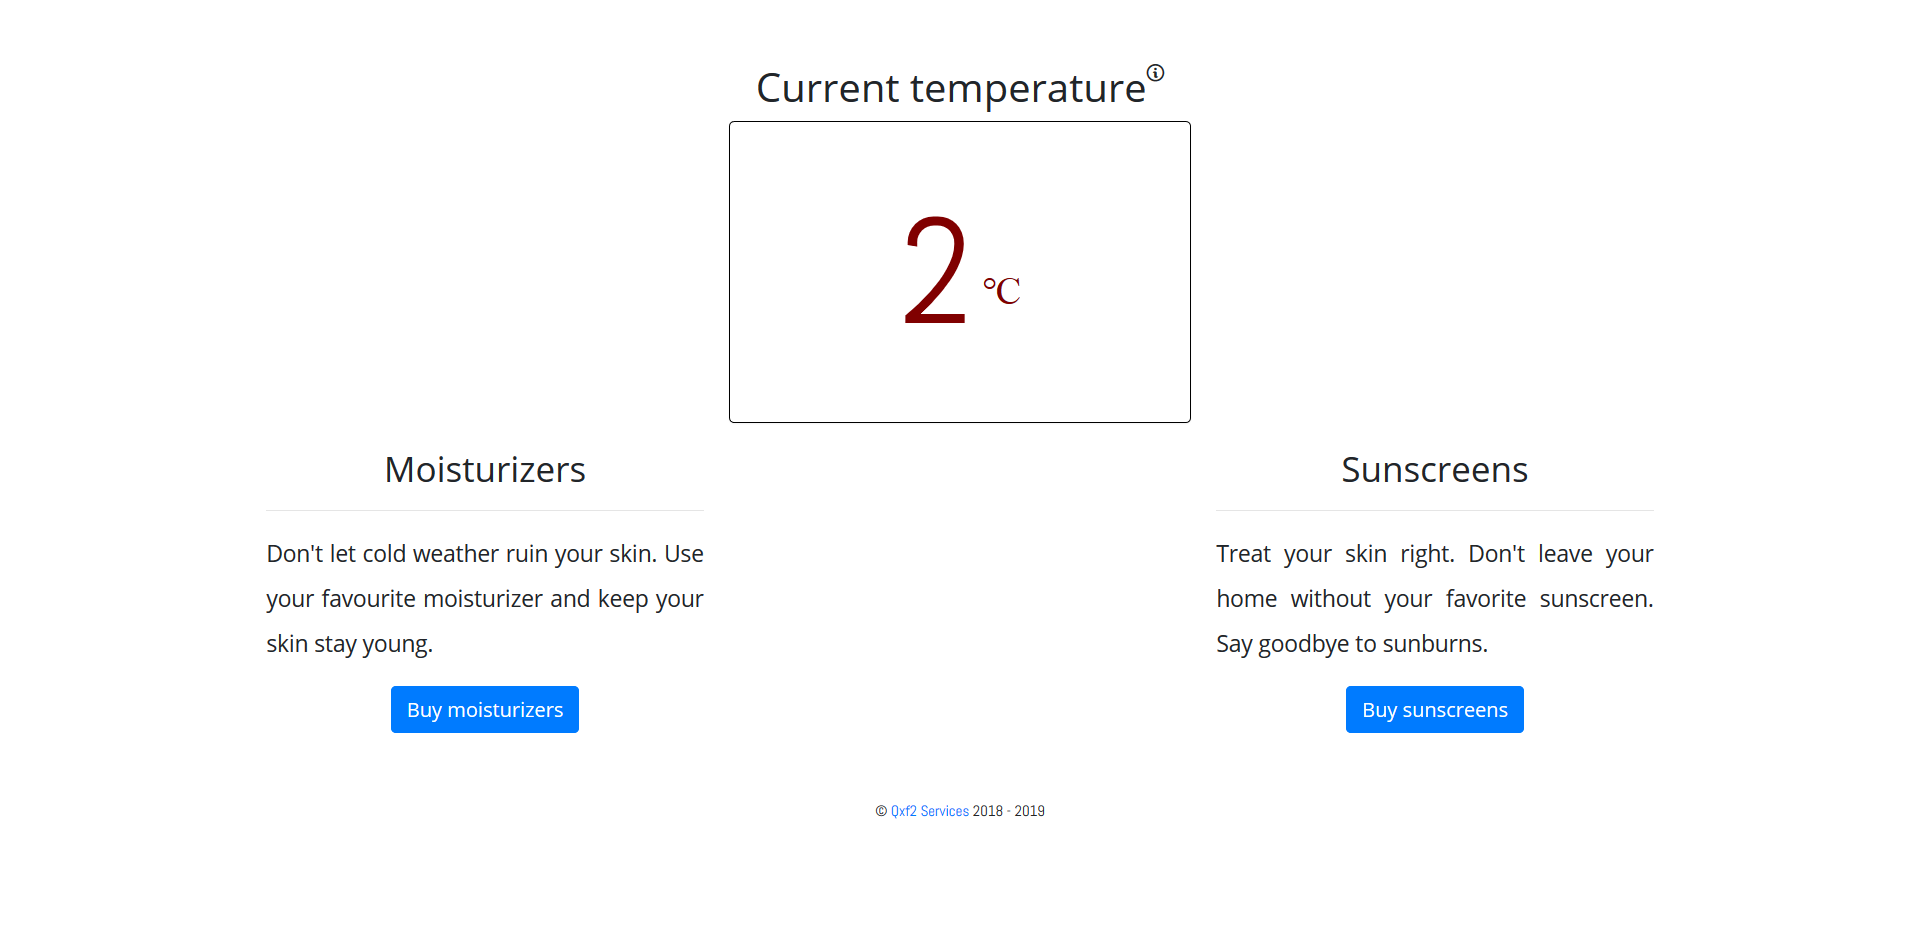 Current temperature
2 ℃
Moisturizers
Don't let cold weather ruin your skin. Use
your favourite moisturizer and keep your
skin stay young.
Buy moisturizers
Sunscreens
Treat your skin right. Don't leave your
home without your favorite sunscreen.
Say goodbye to sunburns.
Buy sunscreens
© Qxf2 Services 2018 - 2019